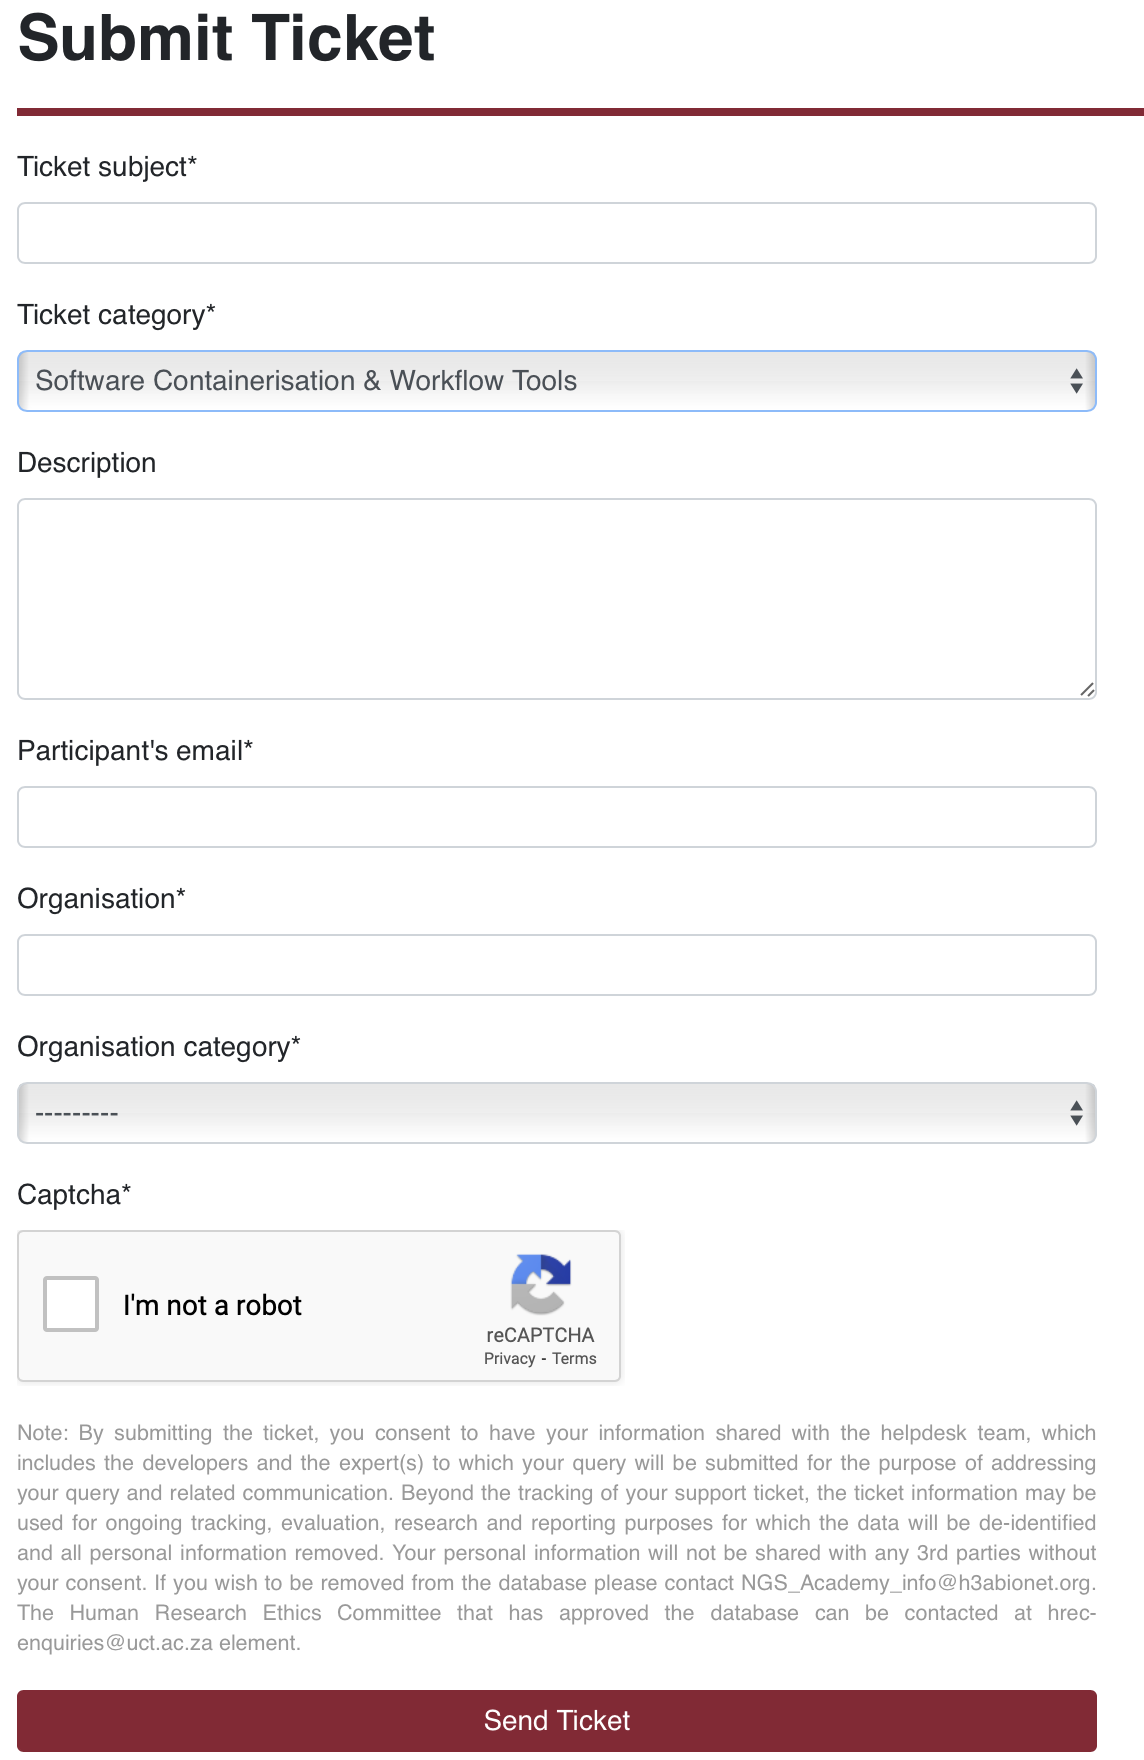 Submit Ticket
Ticket subject*
Ticket category*
Software Containerisation & Workflow Tools
Description
Participant's email*
Organisation*
Organisation category*
---------
Captcha*
I'm not a robot
reCAPTCHA
Privacy - Terms
Note: By submitting the ticket, you consent to have your information shared with the helpdesk team, which
includes the developers and the expert(s) to which your query will be submitted for the purpose of addressing
your query and related communication. Beyond the tracking of your support ticket, the ticket information may be
used for ongoing tracking, evaluation, research and reporting purposes for which the data will be de-identified
and all personal information removed. Your personal information will not be shared with any 3rd parties without
your consent. If you wish to be removed from the database please contact NGS_Academy_info@h3abionet.org.
The Human Research Ethics Committee that has approved the database can be contacted at hrec-
enquiries@uct.ac.za element.
Send Ticket